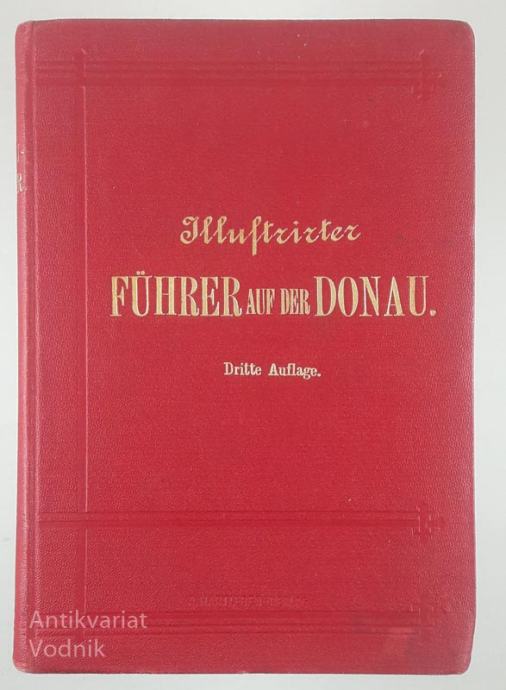 Illustrirter
FÜHRER AUF DER DONAU.
Dritte Auflage.
Antikvariat
Vodnik